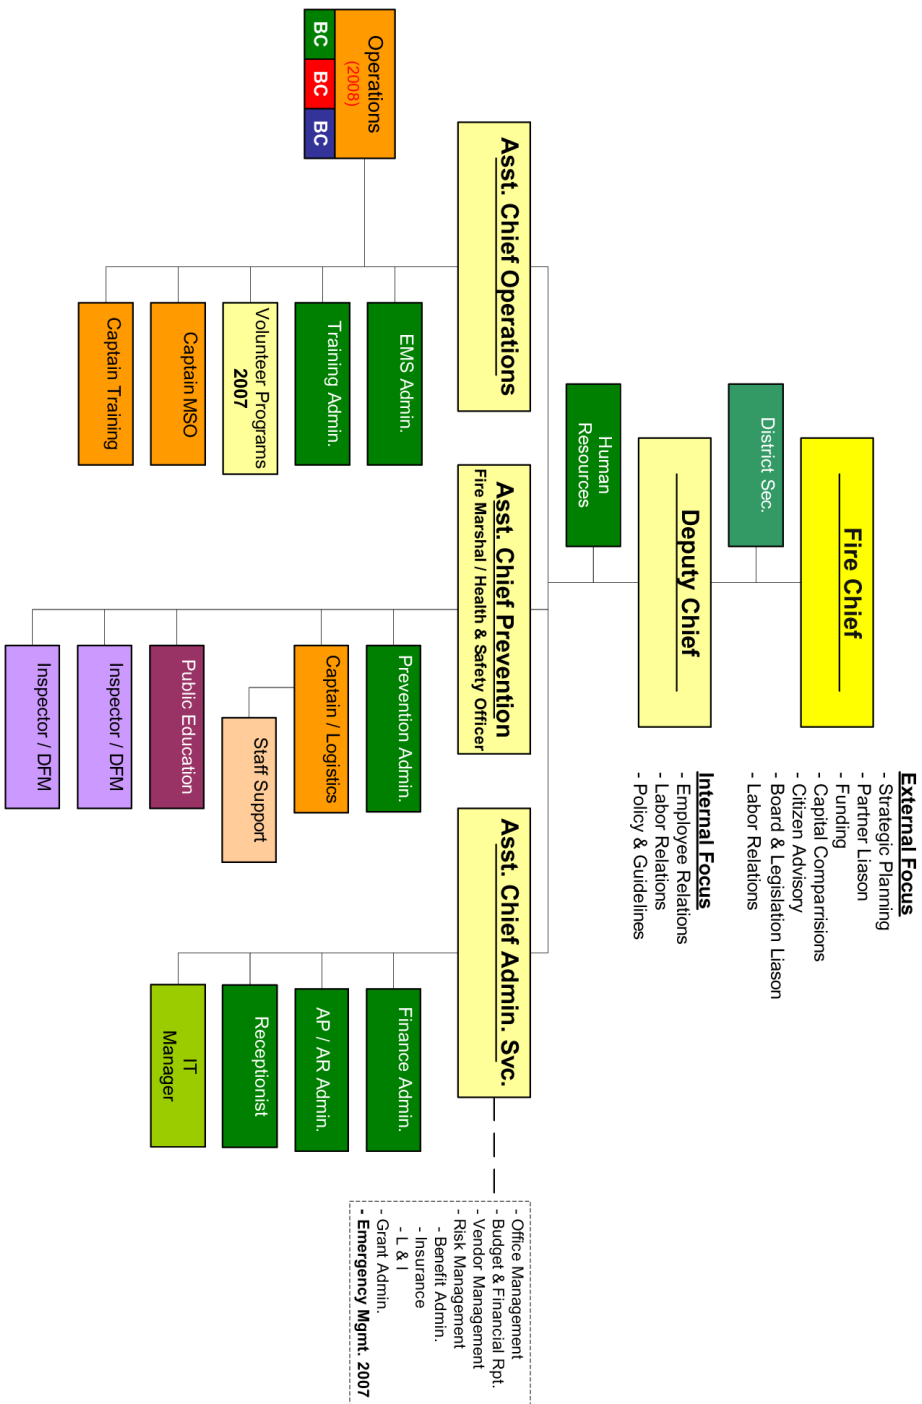 Fire Chief
External Focus
- Strategic Planning
- Partner Liason
- Funding
- Capital Comparrisions
- Citizen Advisory
- Board & Legislation Liason
- Labor Relations
District Sec.
Deputy Chief
Internal Focus
- Employee Relations
- Labor Relations
- Policy & Guidelines
Human
Resources
Asst. Chief Operations
Asst. Chief Prevention
Fire Marshal / Health & Safety Officer
Asst. Chief Admin. Svc.
- Office Management
- Budget & Financial Rpt.
- Vendor Management
- Risk Management
- Benefit Admin.
- Insurance
- L & I
- Grant Admin.
- Emergency Mgmt. 2007
Operations
(2008)
BC BC BC
EMS Admin.
Training Admin.
Volunteer Programs
2007
Captain MSO
Captain Training
Prevention Admin.
Captain / Logistics
Staff Support
Public Education
Inspector / DFM
Inspector / DFM
Finance Admin.
AP / AR Admin.
Receptionist
IT
Manager